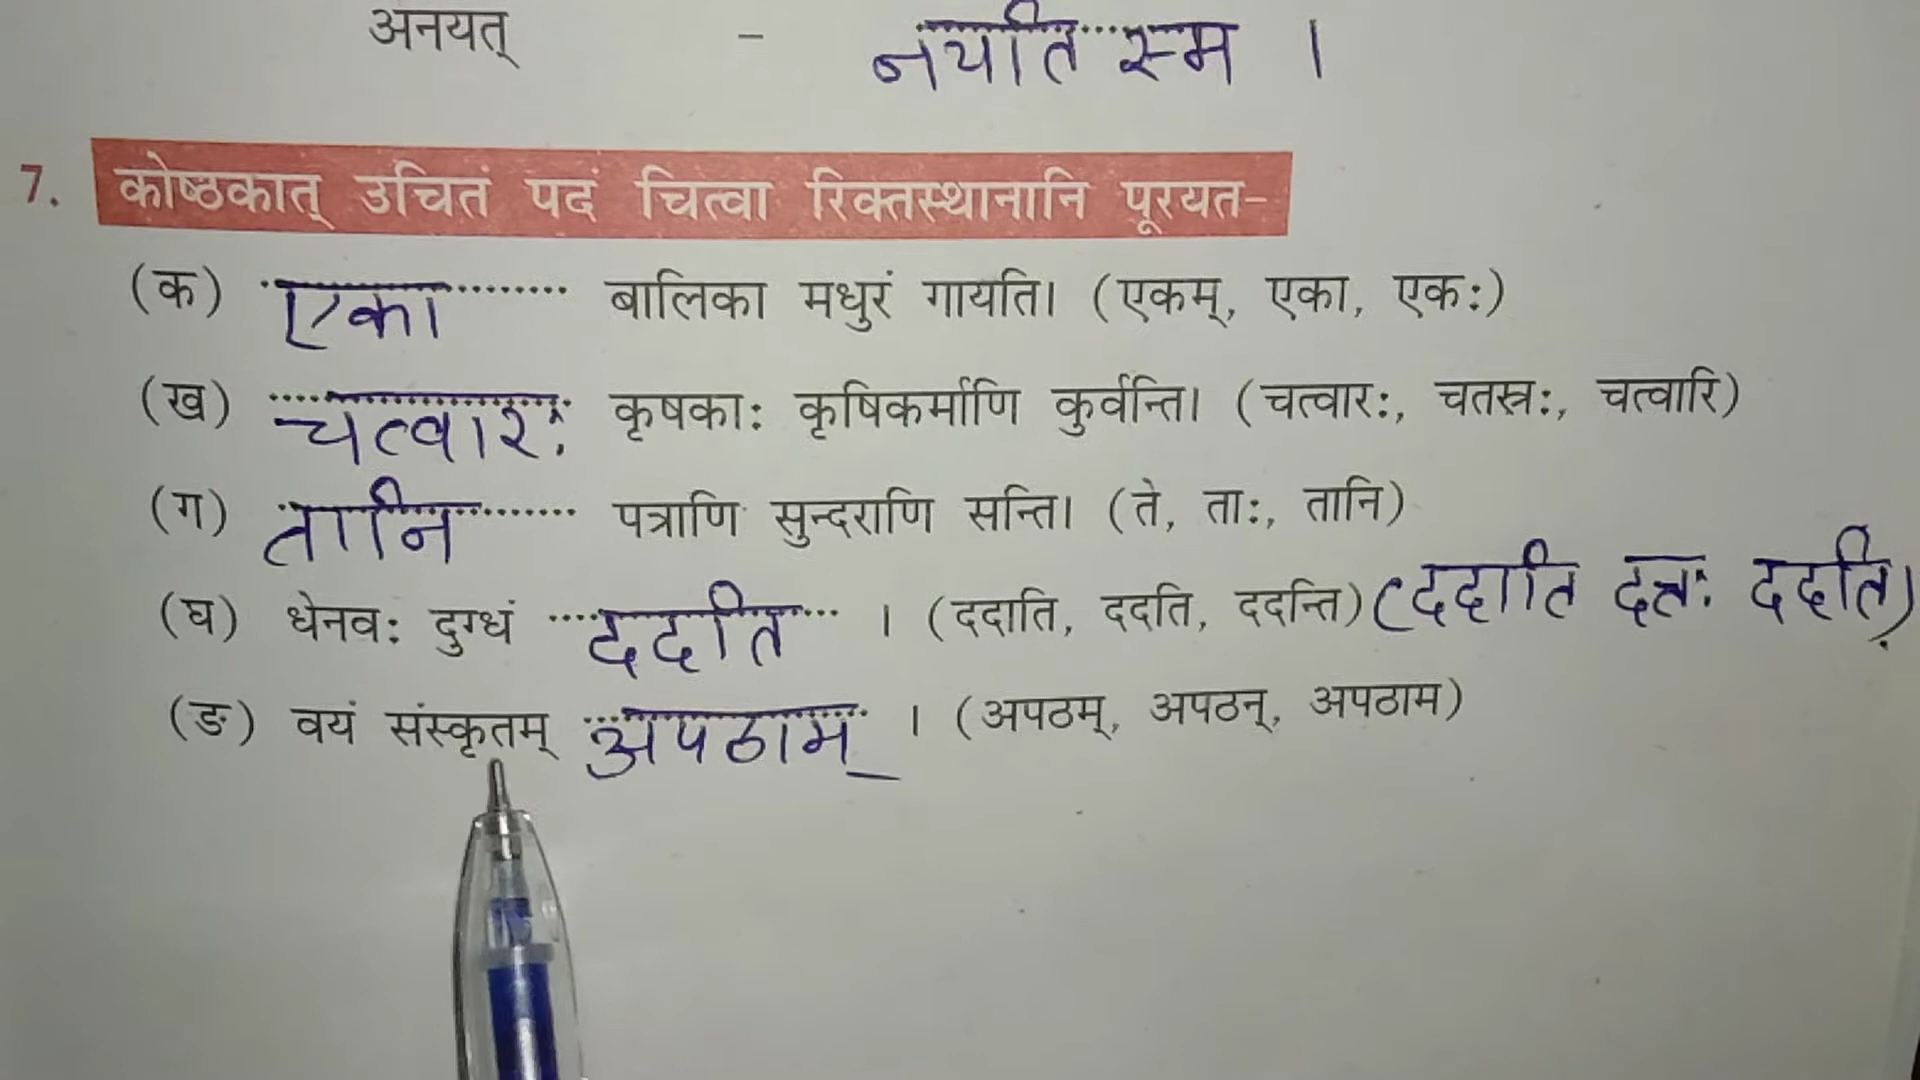 अनयत् - नयति स्म ।
7. कोष्ठकात् उचितं पदं चित्वा रिक्तस्थानानि पूरयत-
(क) एका बालिका मधुरं गायति। (एकम्, एका, एकः)
(ख) चत्वारः कृषकाः कृषिकर्माणि कुर्वन्ति। (चत्वारः, चतस्रः, चत्वारि)
(ग) तानि पत्राणि सुन्दराणि सन्ति। (ते, ताः, तानि)
(घ) धेनवः दुग्धं ददति । (ददाति, ददति, ददन्ति) (ददाति दत्तः ददति)
(ङ) वयं संस्कृतम् अपठाम् । (अपठम्, अपठन्, अपठाम)